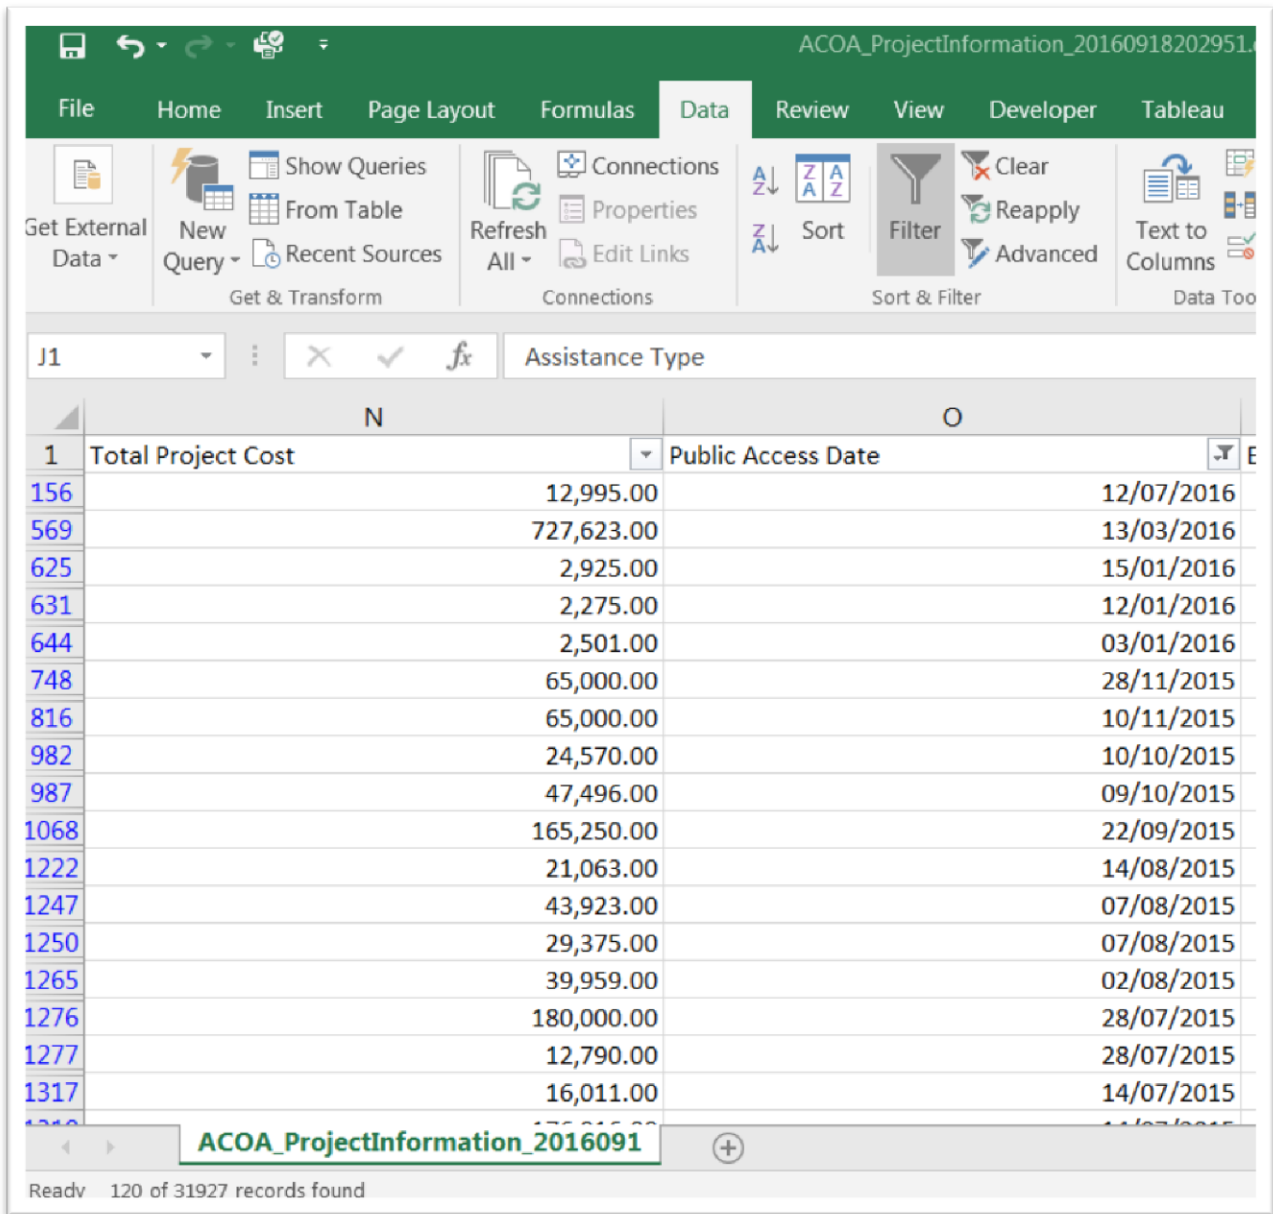 ACOA_ProjectInformation_20160918202951.
File Home Insert Page Layout Formulas Data Review View Developer Tableau
Get External Data
New Query
Show Queries
From Table
Recent Sources
Get & Transform
Refresh All
Connections
Properties
Edit Links
Connections
Sort
Filter
Clear
Reapply
Advanced
Sort & Filter
Text to Columns
Data Too
J1 fx Assistance Type
N O
1 Total Project Cost Public Access Date E
156 12,995.00 12/07/2016
569 727,623.00 13/03/2016
625 2,925.00 15/01/2016
631 2,275.00 12/01/2016
644 2,501.00 03/01/2016
748 65,000.00 28/11/2015
816 65,000.00 10/11/2015
982 24,570.00 10/10/2015
987 47,496.00 09/10/2015
1068 165,250.00 22/09/2015
1222 21,063.00 14/08/2015
1247 43,923.00 07/08/2015
1250 29,375.00 07/08/2015
1265 39,959.00 02/08/2015
1276 180,000.00 28/07/2015
1277 12,790.00 28/07/2015
1317 16,011.00 14/07/2015
ACOA_ProjectInformation_2016091
Ready 120 of 31927 records found